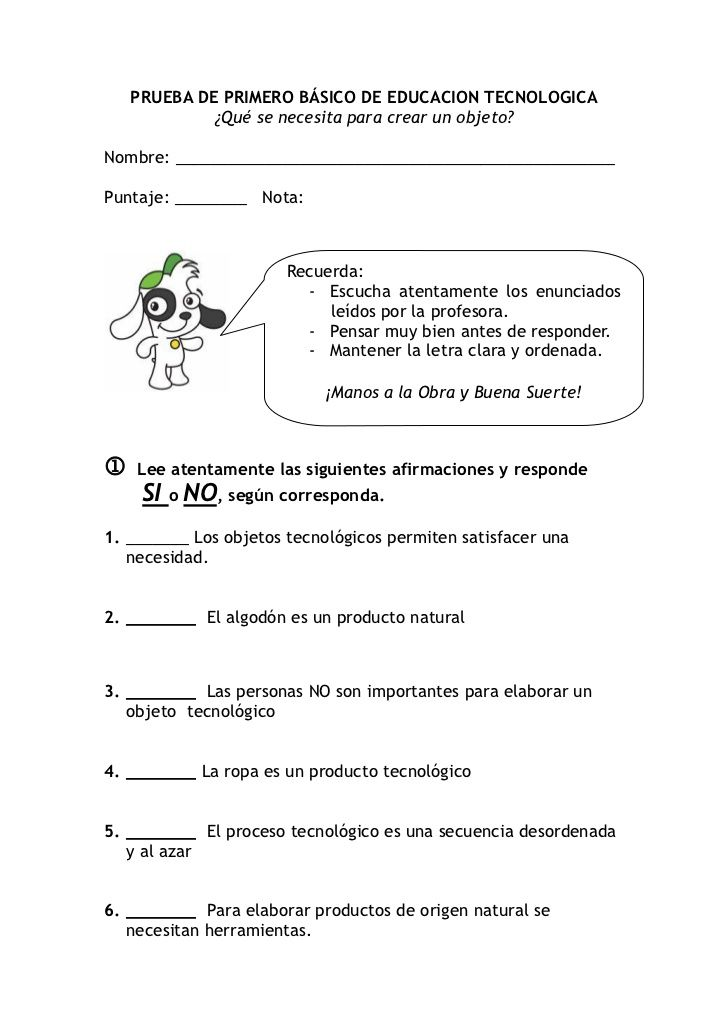 PRUEBA DE PRIMERO BÁSICO DE EDUCACION TECNOLOGICA
¿Qué se necesita para crear un objeto?
Nombre: ____________________________________________________
Puntaje: ________ Nota:
Recuerda:
- Escucha atentamente los enunciados
leídos por la profesora.
- Pensar muy bien antes de responder.
- Mantener la letra clara y ordenada.
¡Manos a la Obra y Buena Suerte!
① Lee atentamente las siguientes afirmaciones y responde
SI o NO, según corresponda.
1. _______ Los objetos tecnológicos permiten satisfacer una
necesidad.
2. ________ El algodón es un producto natural
3. ________ Las personas NO son importantes para elaborar un
objeto tecnológico
4. ________ La ropa es un producto tecnológico
5. ________ El proceso tecnológico es una secuencia desordenada
y al azar
6. ________ Para elaborar productos de origen natural se
necesitan herramientas.